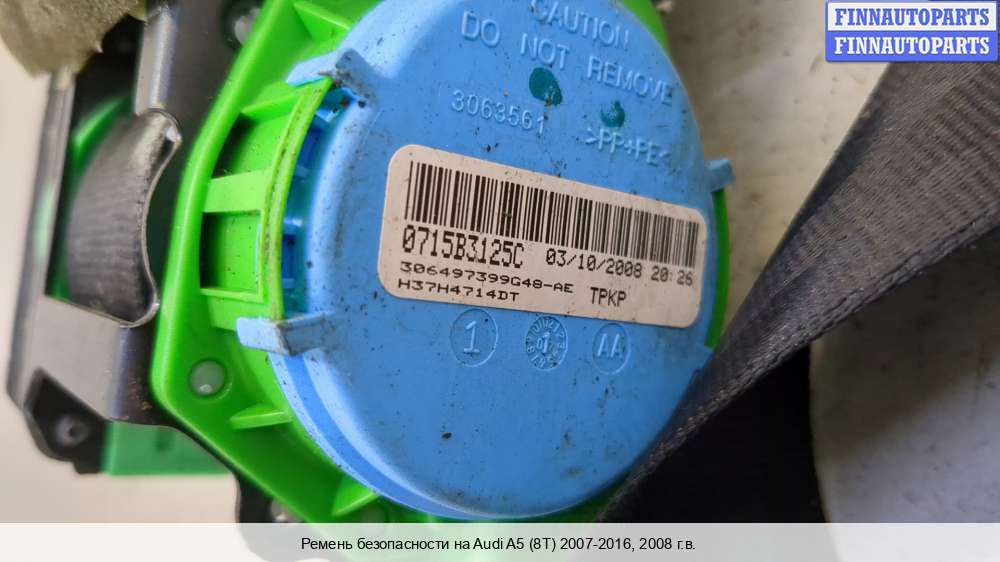 FINNAUTOPARTS
FINNAUTOPARTS
CAUTION
DO NOT REMOVE
3063561
>PP+PE<
0715B3125C 03/10/2008 20:26
306497399G48-AE TPKP
H37H4714DT
1
AA
Ремень безопасности на Audi A5 (8T) 2007-2016, 2008 г.в.